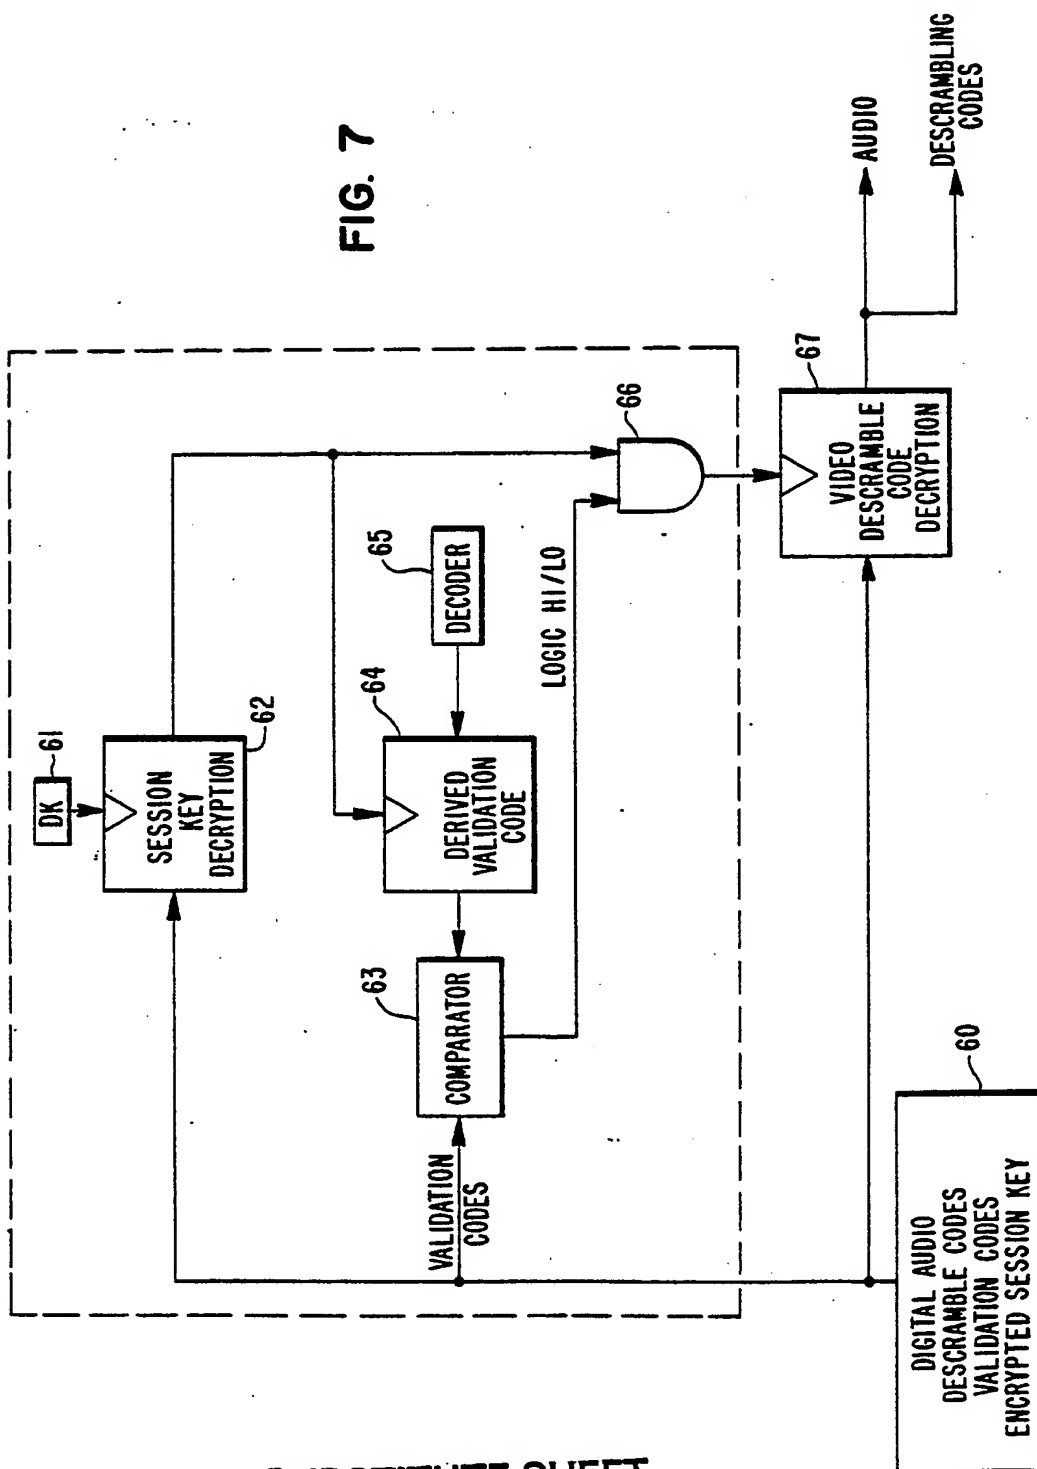 FIG. 7
DK
61
SESSION
KEY
DECRYPTION
62
VALIDATION
CODES
COMPARATOR
63
DERIVED
VALIDATION
CODE
64
DECODER
65
LOGIC HI/LO
66
VIDEO
DESCRAMBLE
CODE
DECRYPTION
67
AUDIO
DESCRAMBLING
CODES
DIGITAL AUDIO
DESCRAMBLE CODES
VALIDATION CODES
ENCRYPTED SESSION KEY
60
SHEET